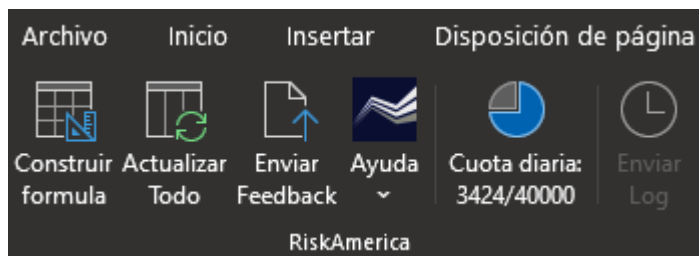 Archivo Inicio Insertar Disposición de página
Construir Actualizar Enviar Ayuda Cuota diaria: Enviar
formula Todo Feedback 3424/40000 Log
RiskAmerica